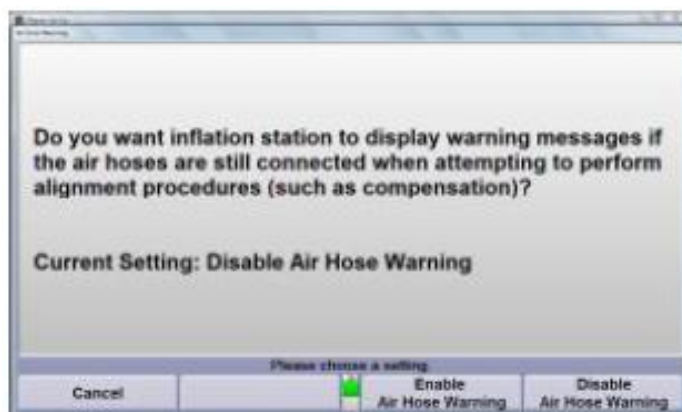 Do you want inflation station to display warning messages if
the air hoses are still connected when attempting to perform
alignment procedures (such as compensation)?
Current Setting: Disable Air Hose Warning
Please choose a setting.
Cancel
Enable
Air Hose Warning
Disable
Air Hose Warning